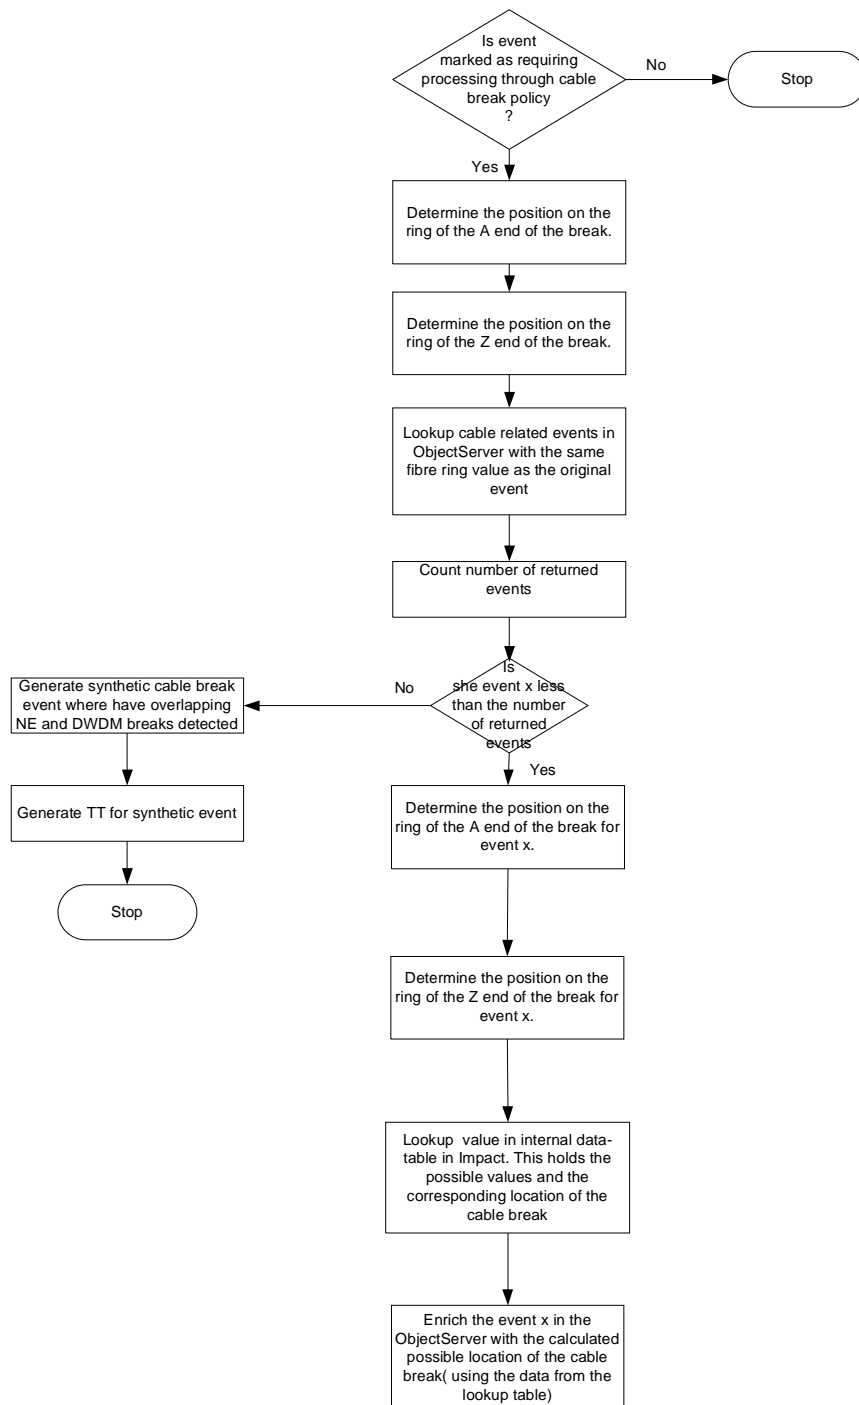 Is event
marked as requiring
processing through cable
break policy
?
No
Stop
Yes
Determine the position on the
ring of the A end of the break.
Determine the position on the
ring of the Z end of the break.
Lookup cable related events in
ObjectServer with the same
fibre ring value as the original
event
Count number of returned
events
Is
she event x less
than the number
of returned
events
No
Generate synthetic cable break
event where have overlapping
NE and DWDM breaks detected
Yes
Generate TT for synthetic event
Determine the position on the
ring of the A end of the break for
event x.
Stop
Determine the position on the
ring of the Z end of the break for
event x.
Lookup value in internal data-
table in Impact. This holds the
possible values and the
corresponding location of the
cable break
Enrich the event x in the
ObjectServer with the calculated
possible location of the cable
break( using the data from the
lookup table)